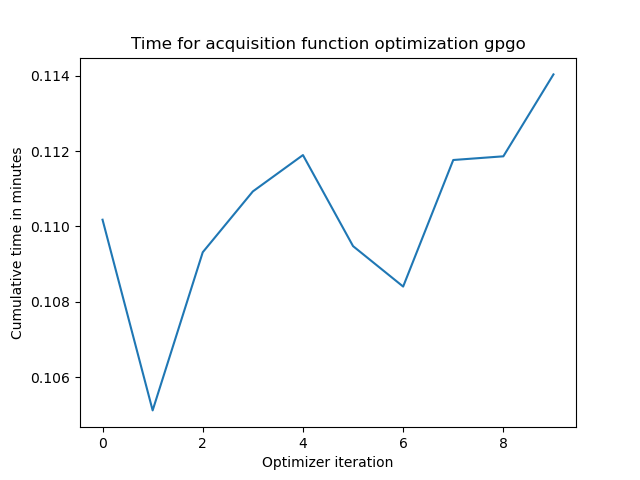 Time for acquisition function optimization gpgo
0.114
0.112
0.110
0.108
0.106
Cumulative time in minutes
0 2 4 6 8
Optimizer iteration